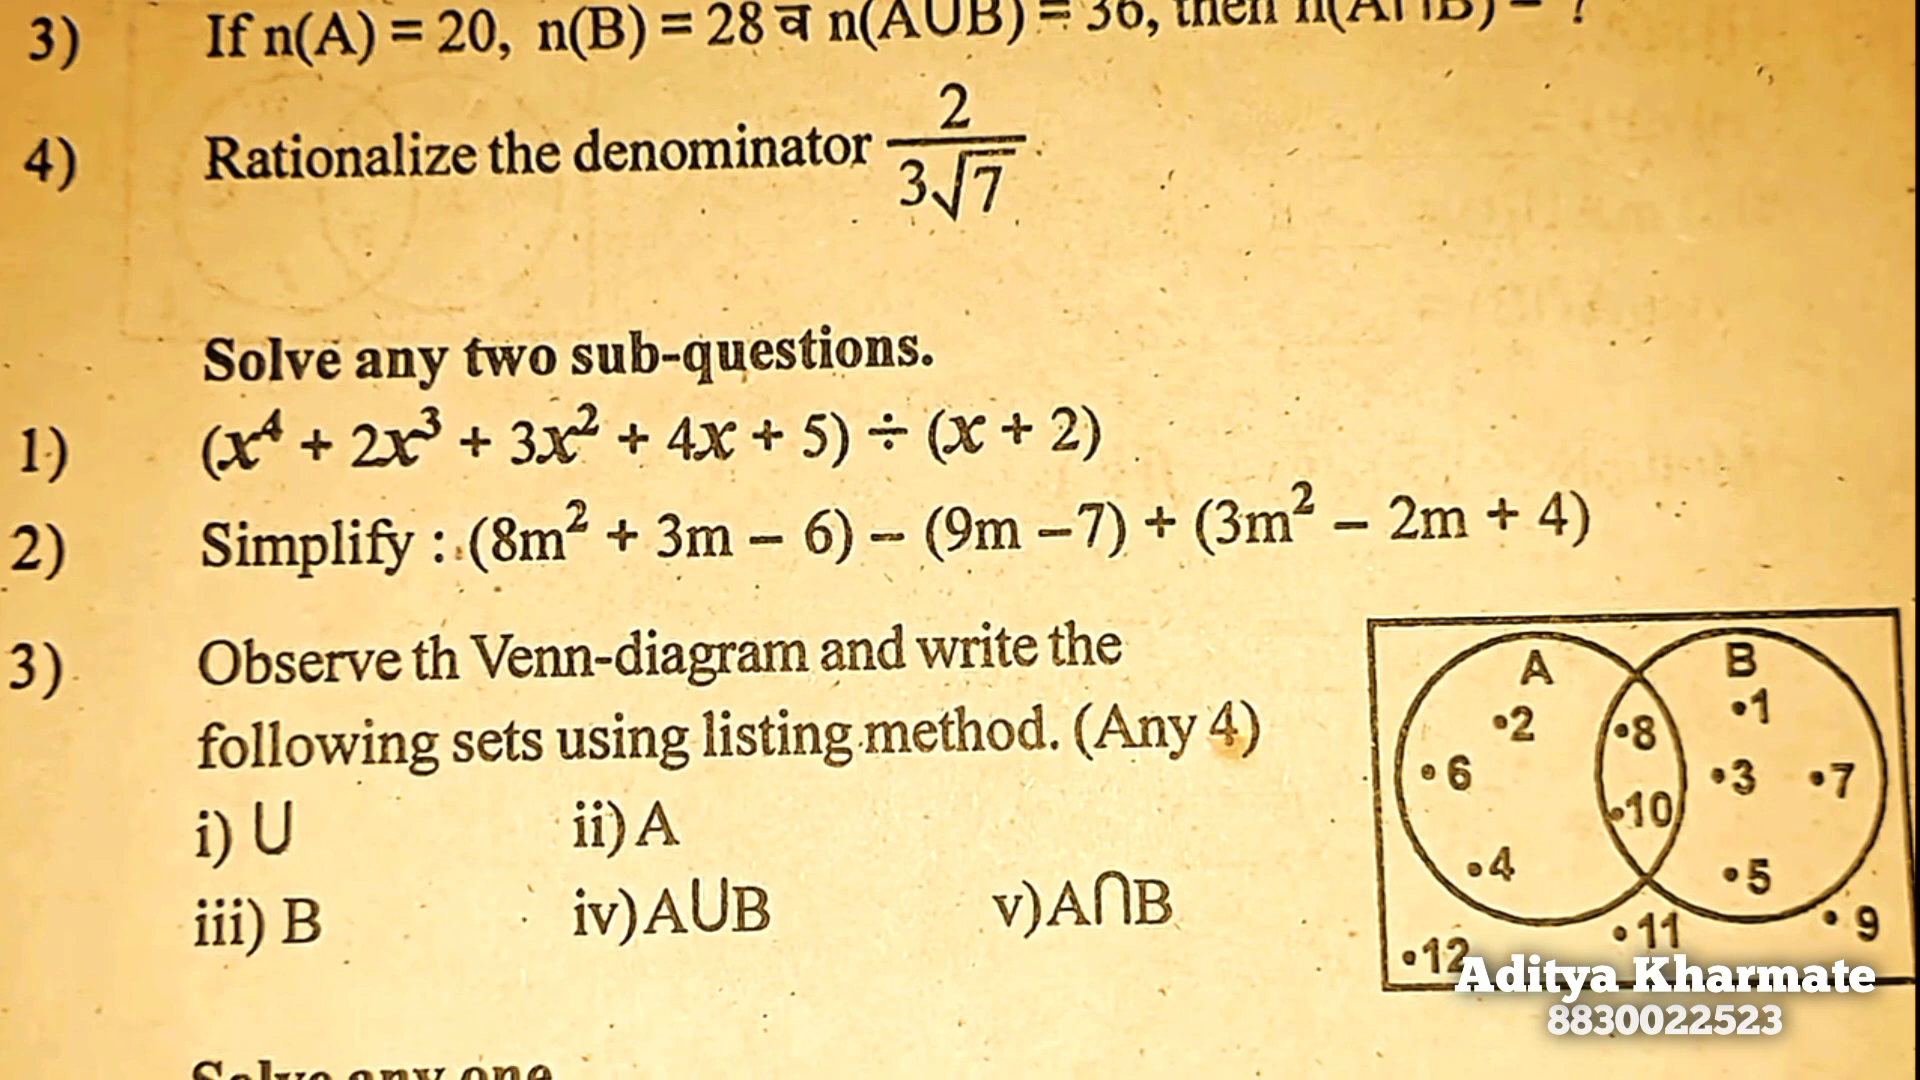 3) If n(A) = 20, n(B) = 28 व n(A∪B) = 36, then n(A∩B) = ?
4) Rationalize the denominator 2/3√7.
Solve any two sub-questions.
1) (x⁴ + 2x³ + 3x² + 4x + 5) ÷ (x + 2)
2) Simplify : (8m² + 3m – 6) – (9m –7) + (3m² – 2m + 4)
3) Observe th Venn-diagram and write the
following sets using listing method. (Any 4)
i) U ii) A
iii) B iv) A∪B v) A∩B
A B
•2 •8 •1
•6 •3 •7
•10
•4 •5
•12 •11 •9
Aditya Kharmate
8830022523
Solve any one